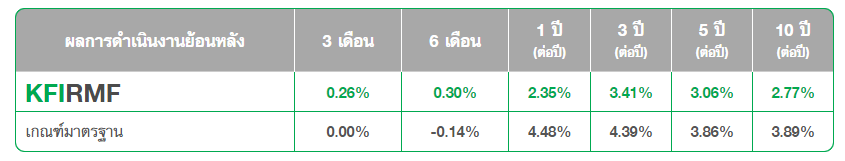 ผลการดำเนินงานย้อนหลัง 3 เดือน 6 เดือน 1 ปี (ต่อปี) 3 ปี (ต่อปี) 5 ปี (ต่อปี) 10 ปี (ต่อปี)
KFIRMF 0.26% 0.30% 2.35% 3.41% 3.06% 2.77%
เกณฑ์มาตรฐาน 0.00% -0.14% 4.48% 4.39% 3.86% 3.89%